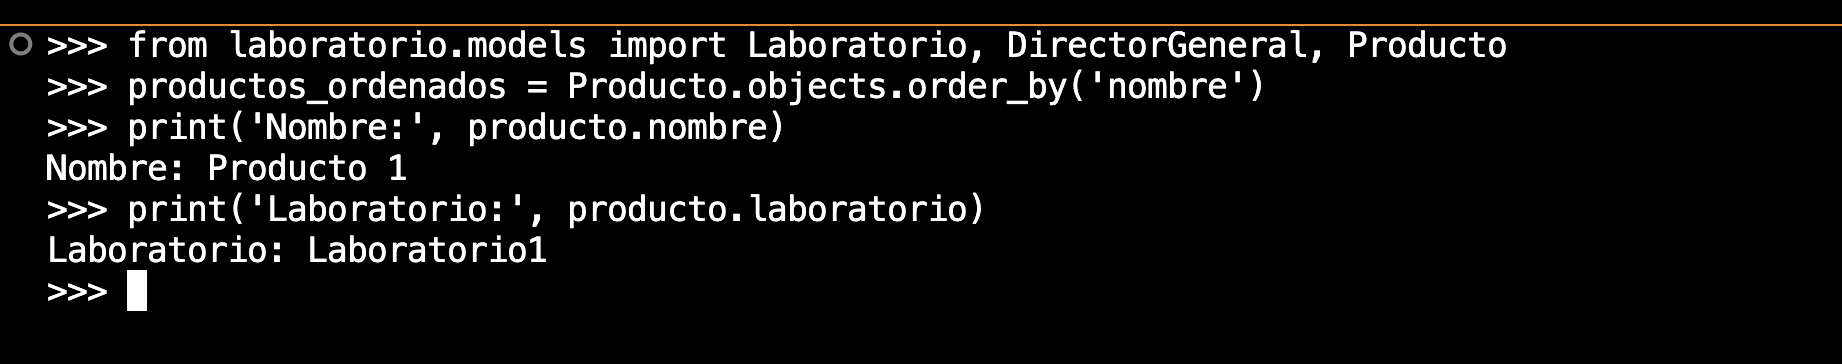 >>> from laboratorio.models import Laboratorio, DirectorGeneral, Producto
>>> productos_ordenados = Producto.objects.order_by('nombre')
>>> print('Nombre:', producto.nombre)
Nombre: Producto 1
>>> print('Laboratorio:', producto.laboratorio)
Laboratorio: Laboratorio1
>>>